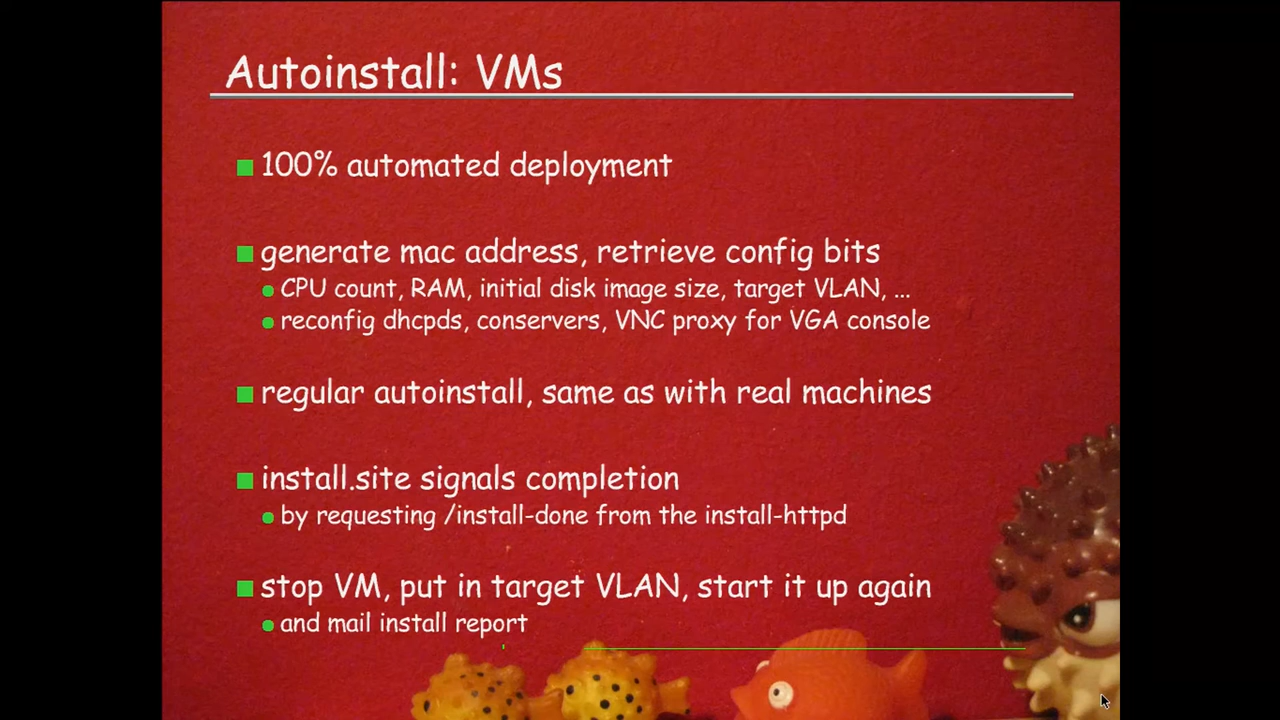 Autoinstall: VMs
100% automated deployment
generate mac address, retrieve config bits
CPU count, RAM, initial disk image size, target VLAN, ...
reconfig dhcpds, conservers, VNC proxy for VGA console
regular autoinstall, same as with real machines
install.site signals completion
by requesting /install-done from the install-httpd
stop VM, put in target VLAN, start it up again
and mail install report